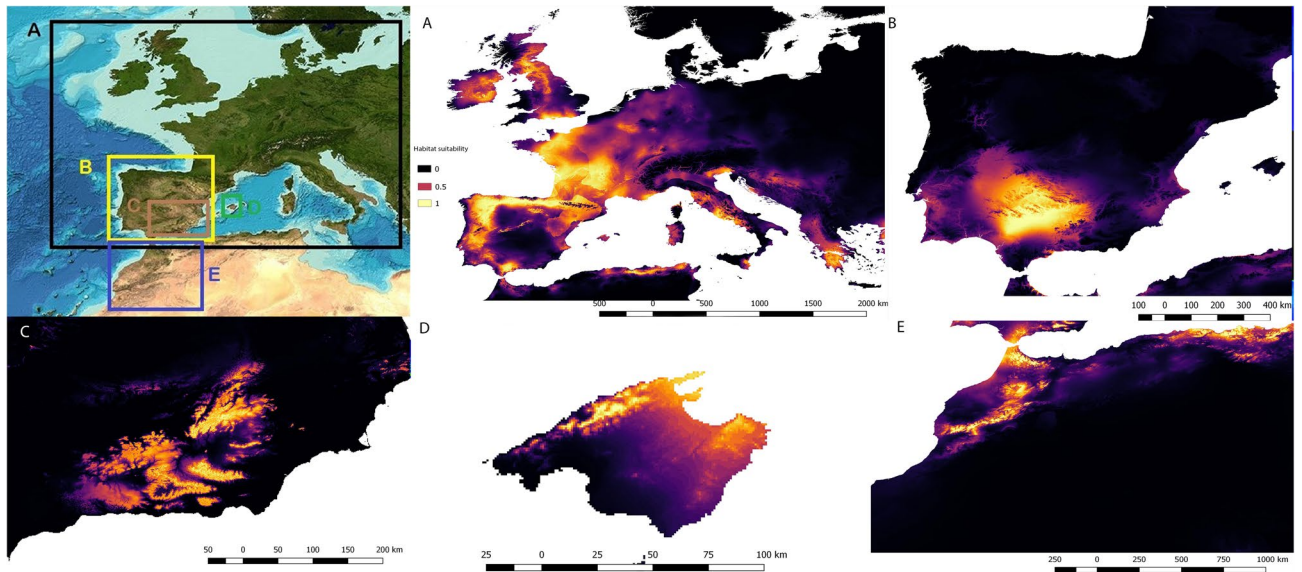 A
B
C
D
E
A
Habitat suitability
0
0.5
1
500 0 500 1000 1500 2000 km
B
100 0 100 200 300 400 km
C
50 0 50 100 150 200 km
D
25 0 25 50 75 100 km
E
250 0 250 500 750 1000 km